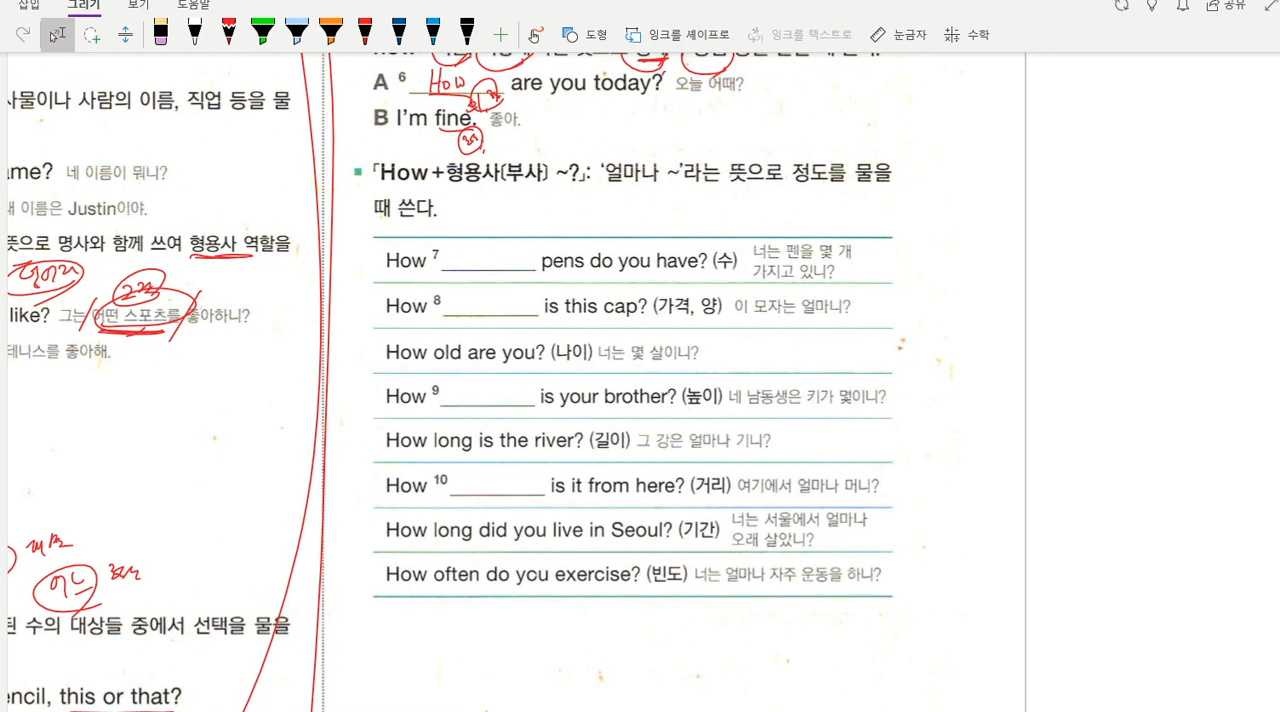 삽입 그리기 보기 도움말
공유
도형 잉크를 셰이프로 잉크를 텍스트로 눈금자 수학
사물이나 사람의 이름, 직업 등을 물
ame? 네 이름이 뭐니?
내 이름은 Justin이야.
뜻으로 명사와 함께 쓰여 형용사 역할을
like? 그는 어떤 스포츠를 좋아하니?
테니스를 좋아해.
어느
된 수의 대상들 중에서 선택을 물을
encil, this or that?
A 6 How are you today? 오늘 어때?
B I'm fine. 좋아.
「How+형용사[부사] ~?」: '얼마나 ~'라는 뜻으로 정도를 물을
때 쓴다.
How 7________ pens do you have? (수) 너는 펜을 몇 개
가지고 있니?
How 8________ is this cap? (가격, 양) 이 모자는 얼마니?
How old are you? (나이) 너는 몇 살이니?
How 9________ is your brother? (높이) 네 남동생은 키가 몇이니?
How long is the river? (길이) 그 강은 얼마나 기니?
How 10________ is it from here? (거리) 여기에서 얼마나 머니?
How long did you live in Seoul? (기간) 너는 서울에서 얼마나
오래 살았니?
How often do you exercise? (빈도) 너는 얼마나 자주 운동을 하니?